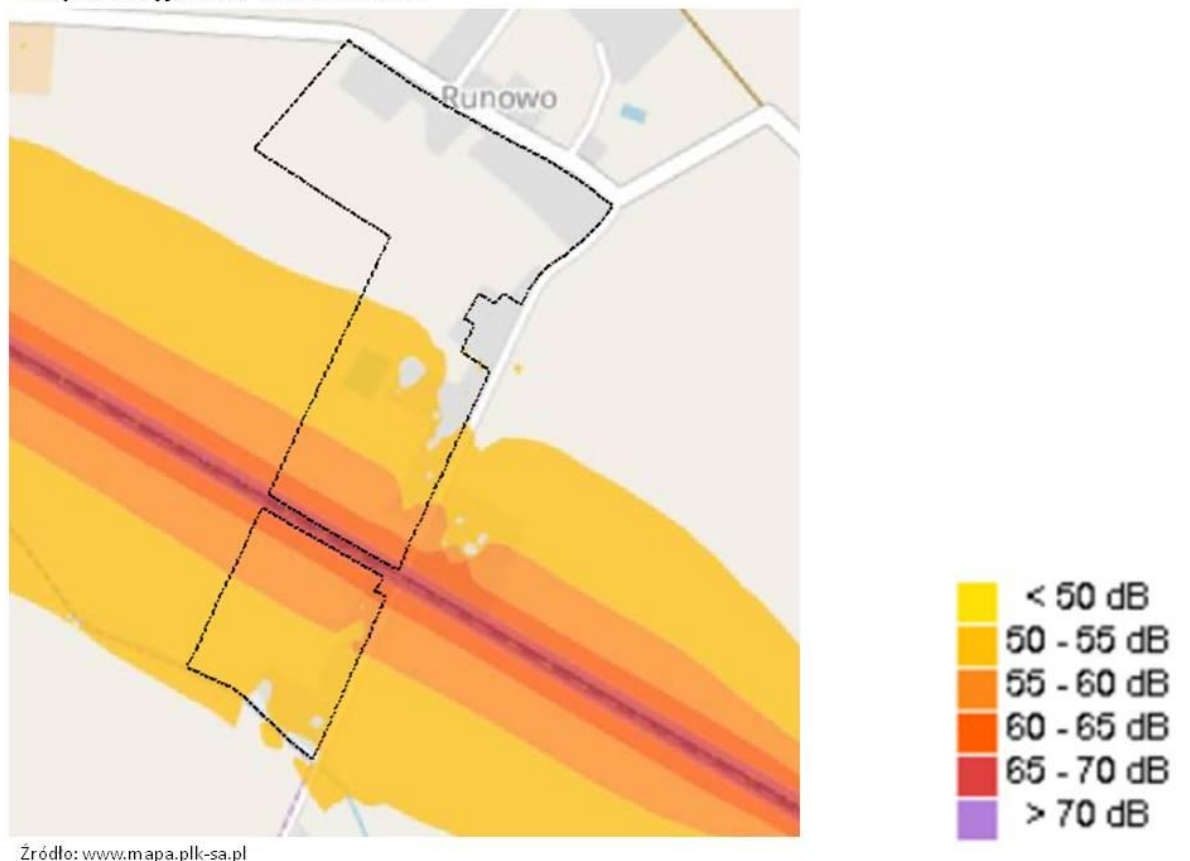 Runowo
< 50 dB
50 - 55 dB
55 - 60 dB
60 - 65 dB
65 - 70 dB
> 70 dB
Źródło: www.mapa.plk-sa.pl